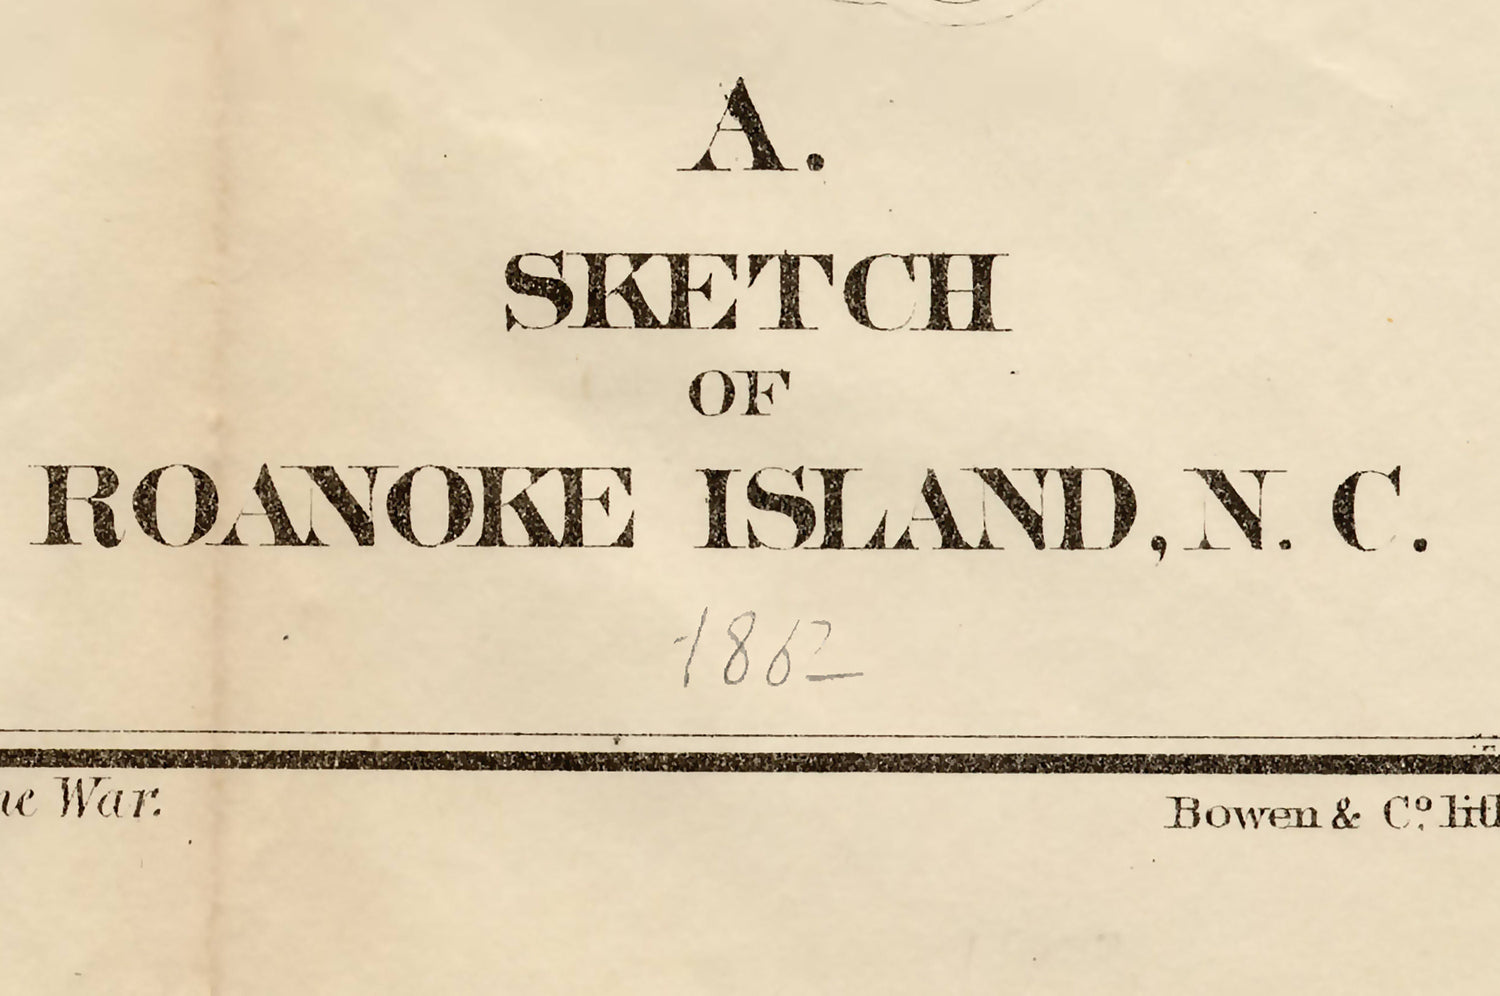 A.
SKETCH
OF
ROANOKE ISLAND, N. C.
1862
War.
Bowen & Co.